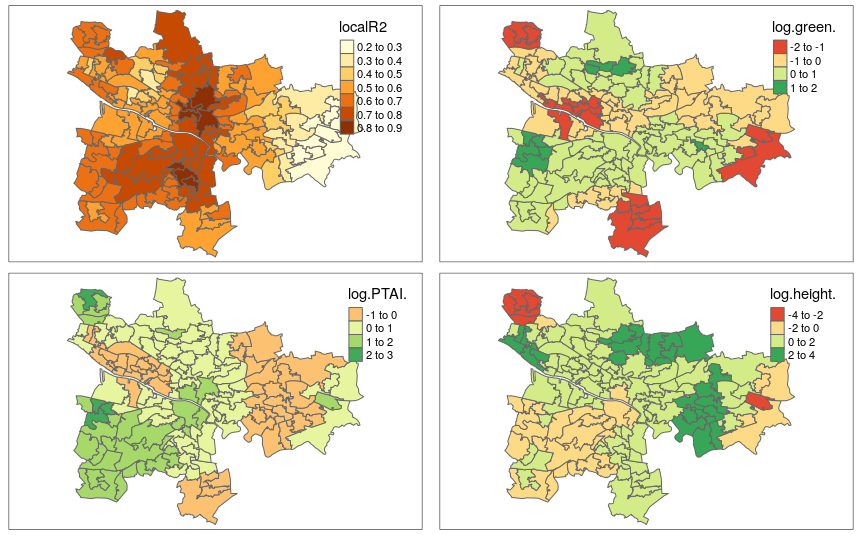 localR2
0.2 to 0.3
0.3 to 0.4
0.4 to 0.5
0.5 to 0.6
0.6 to 0.7
0.7 to 0.8
0.8 to 0.9
log.green.
-2 to -1
-1 to 0
0 to 1
1 to 2
log.PTAI.
-1 to 0
0 to 1
1 to 2
2 to 3
log.height.
-4 to -2
-2 to 0
0 to 2
2 to 4